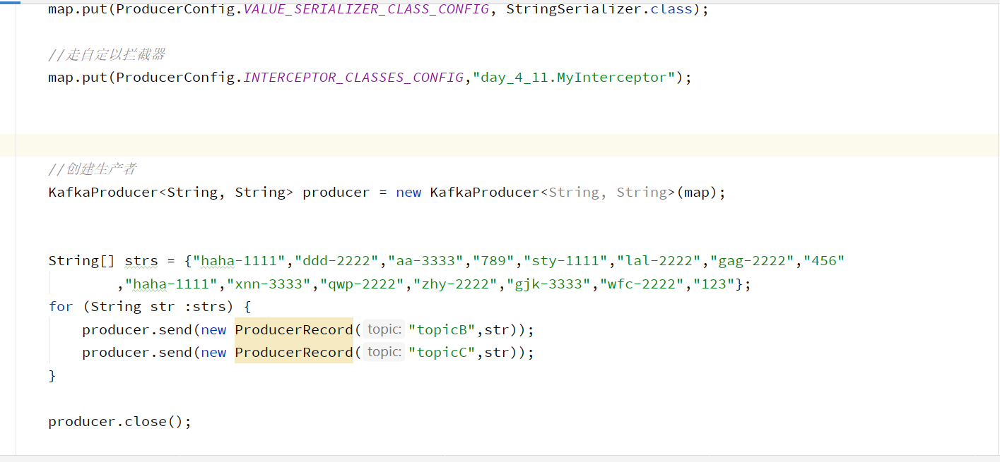 map.put(ProducerConfig.VALUE_SERIALIZER_CLASS_CONFIG, StringSerializer.class);
//走自定以拦截器
map.put(ProducerConfig.INTERCEPTOR_CLASSES_CONFIG,"day_4_11.MyInterceptor");
//创建生产者
KafkaProducer<String, String> producer = new KafkaProducer<String, String>(map);
String[] strs = {"haha-1111","ddd-2222","aa-3333","789","sty-1111","lal-2222","gag-2222","456"
,"haha-1111","xnn-3333","qwp-2222","zhy-2222","gjk-3333","wfc-2222","123"};
for (String str :strs) {
producer.send(new ProducerRecord( topic: "topicB",str));
producer.send(new ProducerRecord( topic: "topicC",str));
}
producer.close();